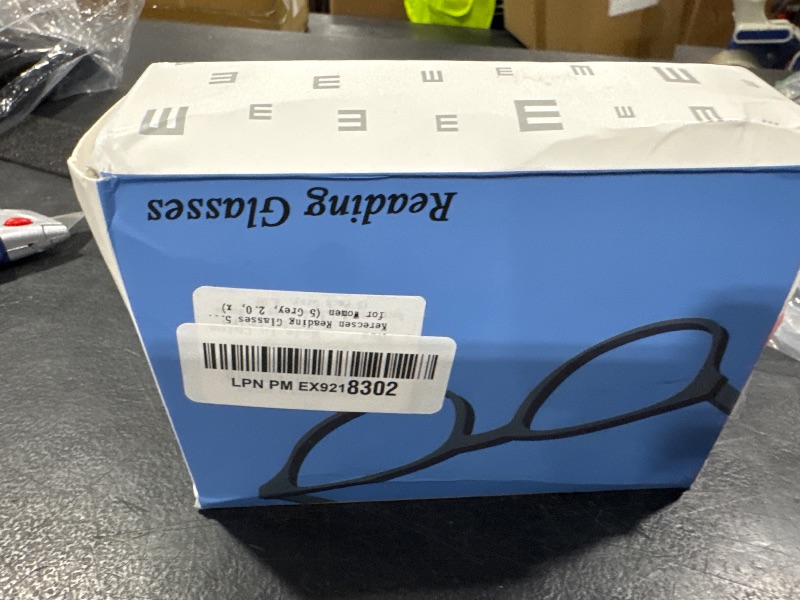 Reading Glasses
Kerecsen Reading Glasses 5...
for Women (5 Grey, 2.0, x)
LPN PM EX9218302